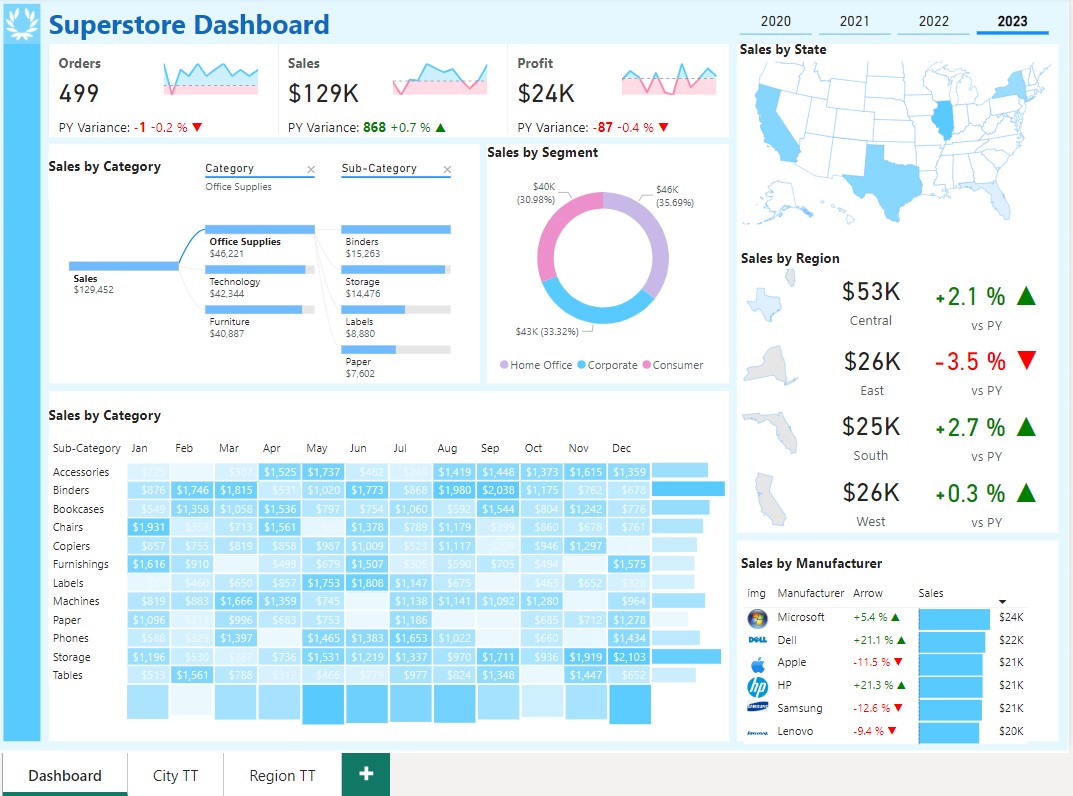 Superstore Dashboard
2020 2021 2022 2023
Orders
499
PY Variance: -1 -0.2 % ▼
Sales
$129K
PY Variance: 868 +0.7 % ▲
Profit
$24K
PY Variance: -87 -0.4 % ▼
Sales by State
Sales by Category
Category ×
Office Supplies
Sub-Category ×
Sales
$129,452
Office Supplies
$46,221
Technology
$42,344
Furniture
$40,887
Binders
$15,263
Storage
$14,476
Labels
$8,880
Paper
$7,602
Sales by Segment
$40K
(30.98%)
$46K
(35.69%)
$43K (33.32%)
Home Office Corporate Consumer
Sales by Region
$53K +2.1 % ▲
Central vs PY
$26K -3.5 % ▼
East vs PY
$25K +2.7 % ▲
South vs PY
$26K +0.3 % ▲
West vs PY
Sales by Category
Sub-Category Jan Feb Mar Apr May Jun Jul Aug Sep Oct Nov Dec
Accessories $1,525 $1,737 $1,419 $1,448 $1,373 $1,615 $1,359
Binders $876 $1,746 $1,815 $531 $1,020 $1,773 $868 $1,980 $2,038 $1,175 $762 $678
Bookcases $549 $1,358 $1,058 $1,536 $797 $754 $1,060 $592 $1,544 $804 $1,242 $776
Chairs $1,931 $713 $1,561 $1,378 $789 $1,179 $860 $678 $761
Copiers $857 $755 $819 $858 $987 $1,009 $523 $1,117 $946 $1,297
Furnishings $1,616 $910 $499 $679 $1,507 $590 $705 $494 $1,575
Labels $460 $650 $857 $1,753 $1,808 $1,147 $675 $463 $652
Machines $819 $883 $1,666 $1,359 $745 $1,138 $1,141 $1,092 $1,280 $964
Paper $1,096 $996 $683 $753 $1,186 $685 $712 $1,278
Phones $588 $1,397 $1,465 $1,383 $1,653 $1,022 $660 $1,434
Storage $1,196 $530 $736 $1,531 $1,219 $1,337 $970 $1,711 $936 $1,919 $2,103
Tables $513 $1,561 $788 $466 $779 $977 $824 $1,348 $1,447 $652
Sales by Manufacturer
img Manufacturer Arrow Sales
Microsoft +5.4 % ▲ $24K
DELL Dell +21.1 % ▲ $22K
Apple -11.5 % ▼ $21K
hp HP +21.3 % ▲ $21K
SAMSUNG Samsung -12.6 % ▼ $21K
lenovo Lenovo -9.4 % ▼ $20K
Dashboard City TT Region TT +